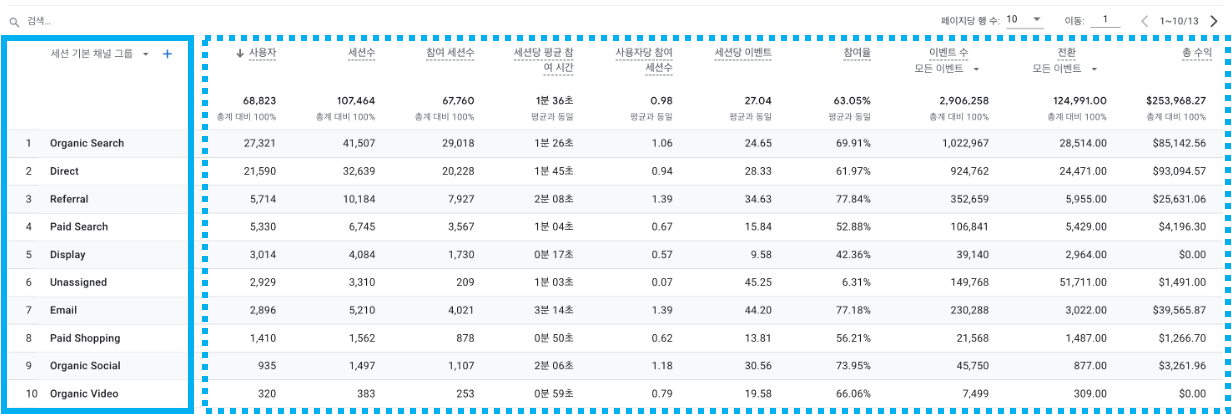 검색... 페이지당 행 수: 10 이동: 1 1~10/13
세션 기본 채널 그룹 + ↓ 사용자 세션수 참여 세션수 세션당 평균 참여 시간 사용자당 참여 세션수 세션당 이벤트 참여율 이벤트 수 모든 이벤트 전환 모든 이벤트 총 수익
68,823 107,464 67,760 1분 36초 0.98 27.04 63.05% 2,906,258 124,991.00 $253,968.27
총계 대비 100% 총계 대비 100% 총계 대비 100% 평균과 동일 평균과 동일 평균과 동일 평균과 동일 총계 대비 100% 총계 대비 100% 총계 대비 100%
1 Organic Search 27,321 41,507 29,018 1분 26초 1.06 24.65 69.91% 1,022,967 28,514.00 $85,142.56
2 Direct 21,590 32,639 20,228 1분 45초 0.94 28.33 61.97% 924,762 24,471.00 $93,094.57
3 Referral 5,714 10,184 7,927 2분 08초 1.39 34.63 77.84% 352,659 5,955.00 $25,631.06
4 Paid Search 5,330 6,745 3,567 1분 04초 0.67 15.84 52.88% 106,841 5,429.00 $4,196.30
5 Display 3,014 4,084 1,730 0분 17초 0.57 9.58 42.36% 39,140 2,964.00 $0.00
6 Unassigned 2,929 3,310 209 1분 03초 0.07 45.25 6.31% 149,768 51,711.00 $1,491.00
7 Email 2,896 5,210 4,021 3분 14초 1.39 44.20 77.18% 230,288 3,022.00 $39,565.87
8 Paid Shopping 1,410 1,562 878 0분 50초 0.62 13.81 56.21% 21,568 1,487.00 $1,266.70
9 Organic Social 935 1,497 1,107 2분 06초 1.18 30.56 73.95% 45,750 877.00 $3,261.96
10 Organic Video 320 383 253 0분 59초 0.79 19.58 66.06% 7,499 309.00 $0.00